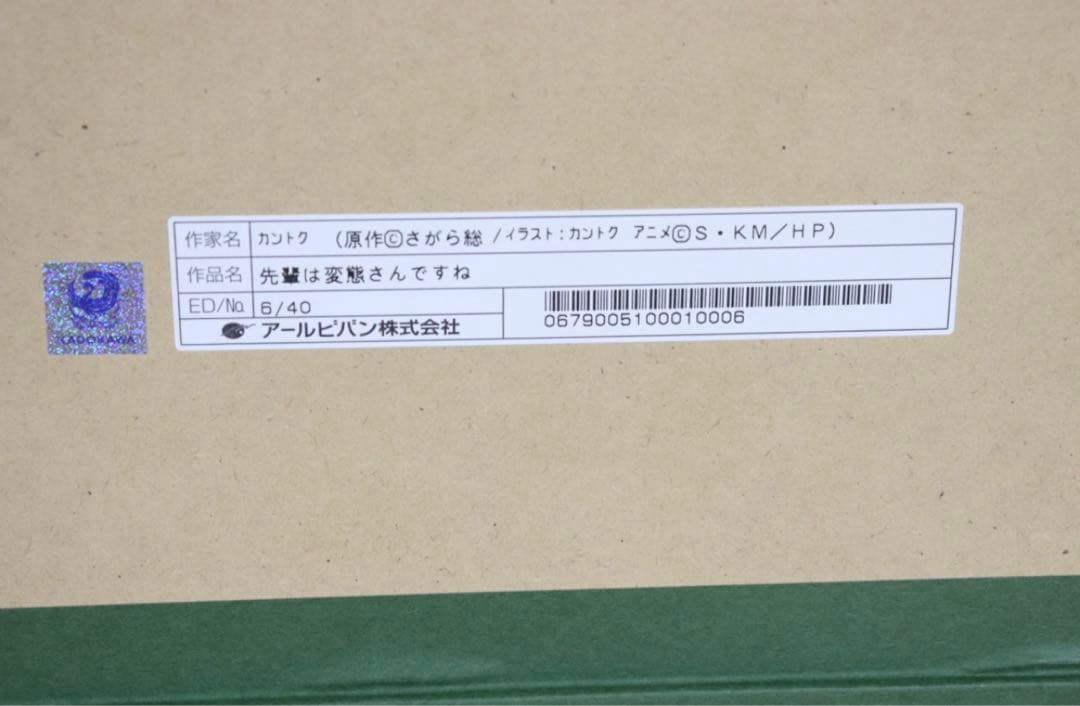 作家名 カントク (原作©さがら総/イラスト:カントク アニメ©S・KM/HP)
作品名 先輩は変態さんですね
ED/No. 6/40
アールビバン株式会社
0679005100010006
KADOKAWA